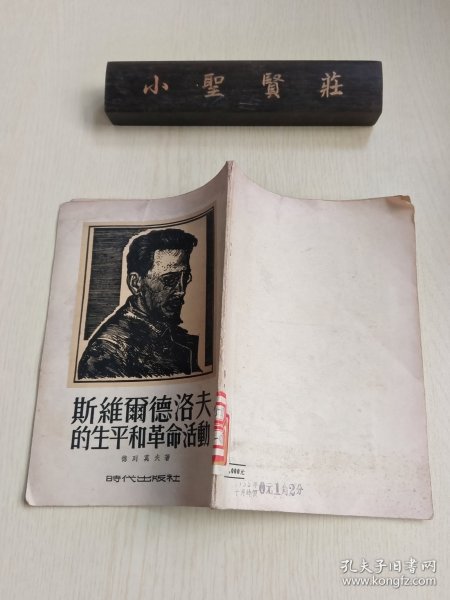 小聖賢莊
斯維爾德洛夫
的生平和革命活動
時代出版社
孔夫子旧书网
www.kongfz.com